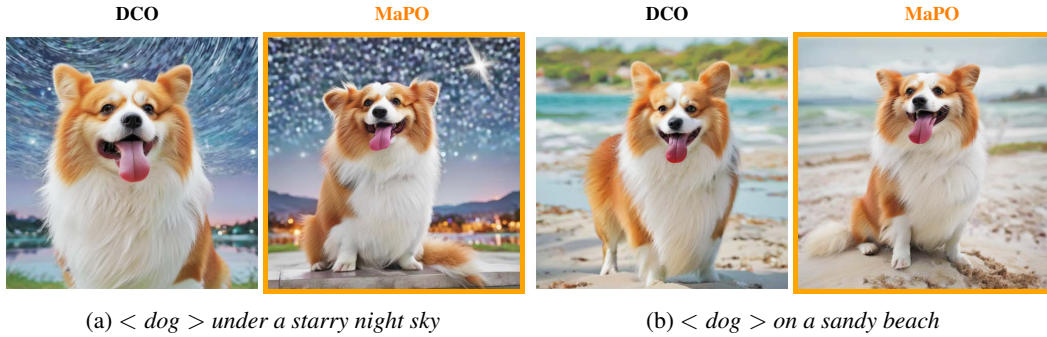 DCO MaPO DCO MaPO
(a) < dog > under a starry night sky
(b) < dog > on a sandy beach